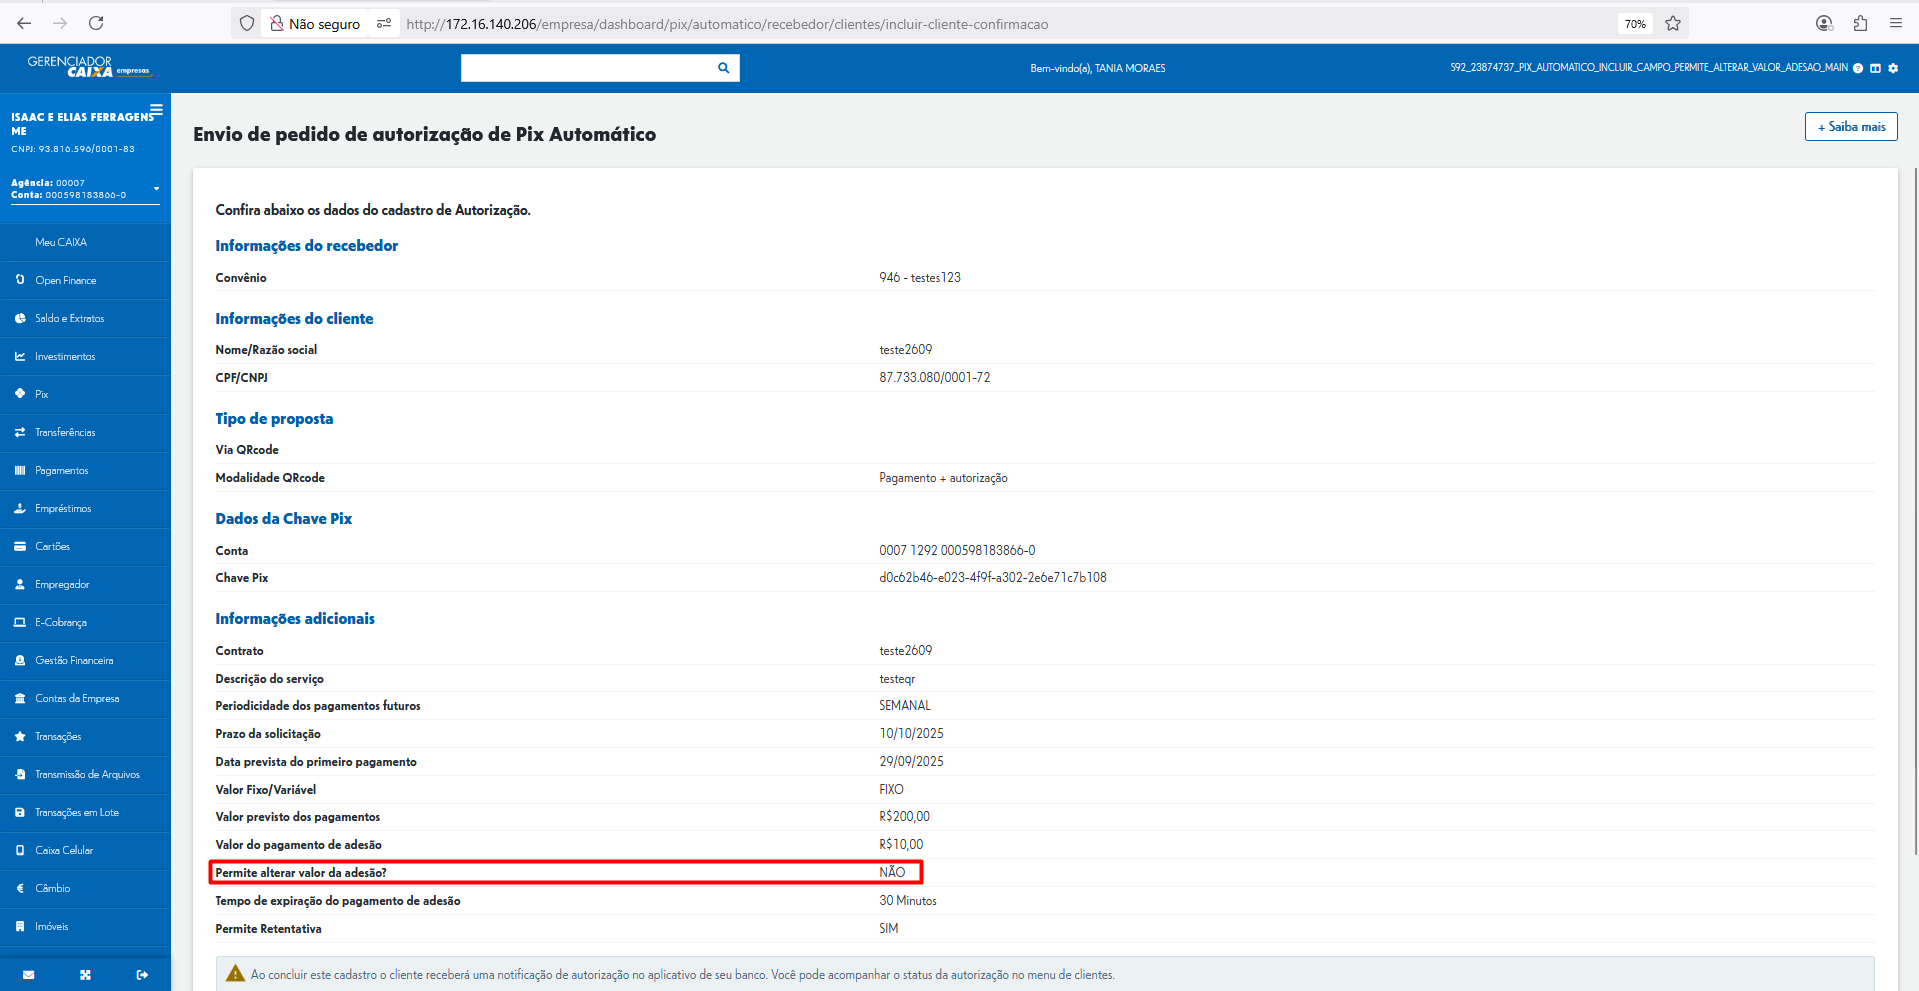 Não seguro
http://172.16.140.206/empresa/dashboard/pix/automatico/recebedor/clientes/incluir-cliente-confirmacao
70%
GERENCIADOR
CAIXA empresas
Bem-vindo(a), TANIA MORAES
S92_23874737_PIX_AUTOMATICO_INCLUIR_CAMPO_PERMITE_ALTERAR_VALOR_ADESAO_MAIN
ISAAC E ELIAS FERRAGENS
ME
CNPJ: 93.816.596/0001-83
Agência: 00007
Conta: 000598183866-0
Meu CAIXA
Open Finance
Saldo e Extratos
Investimentos
Pix
Transferências
Pagamentos
Empréstimos
Cartões
Empregador
E-Cobrança
Gestão Financeira
Contas da Empresa
Transações
Transmissão de Arquivos
Transações em Lote
Caixa Celular
Câmbio
Imóveis
Envio de pedido de autorização de Pix Automático
+ Saiba mais
Confira abaixo os dados do cadastro de Autorização.
Informações do recebedor
Convênio 946 - testes123
Informações do cliente
Nome/Razão social teste2609
CPF/CNPJ 87.733.080/0001-72
Tipo de proposta
Via QRcode
Modalidade QRcode Pagamento + autorização
Dados da Chave Pix
Conta 0007 1292 000598183866-0
Chave Pix d0c62b46-e023-4f9f-a302-2e6e71c7b108
Informações adicionais
Contrato teste2609
Descrição do serviço testeqr
Periodicidade dos pagamentos futuros SEMANAL
Prazo da solicitação 10/10/2025
Data prevista do primeiro pagamento 29/09/2025
Valor Fixo/Variável FIXO
Valor previsto dos pagamentos R$200,00
Valor do pagamento de adesão R$10,00
Permite alterar valor da adesão? NÃO
Tempo de expiração do pagamento de adesão 30 Minutos
Permite Retentativa SIM
Ao concluir este cadastro o cliente receberá uma notificação de autorização no aplicativo de seu banco. Você pode acompanhar o status da autorização no menu de clientes.